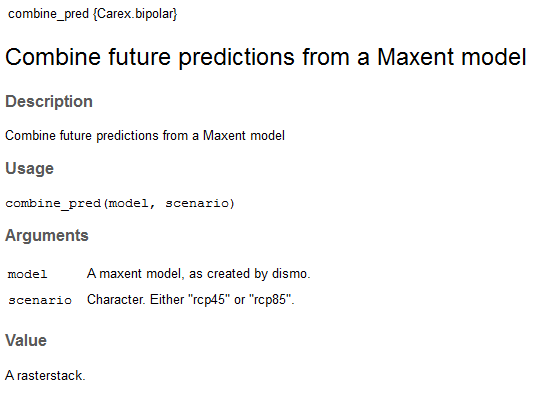 combine_pred {Carex.bipolar}
Combine future predictions from a Maxent model
Description
Combine future predictions from a Maxent model
Usage
combine_pred(model, scenario)
Arguments
model A maxent model, as created by dismo.
scenario Character. Either "rcp45" or "rcp85".
Value
A rasterstack.